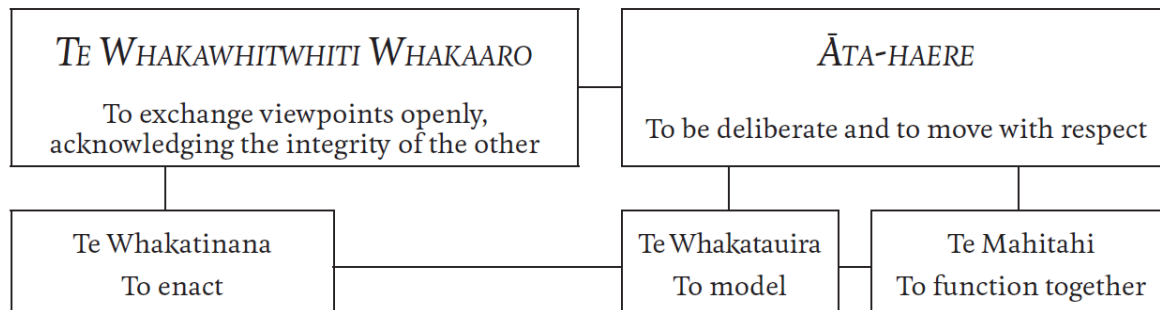 Te Whakawhitwhiti Whakaaro
To exchange viewpoints openly,
acknowledging the integrity of the other
Āta-haere
To be deliberate and to move with respect
Te Whakatinana
To enact
Te Whakatauira
To model
Te Mahitahi
To function together